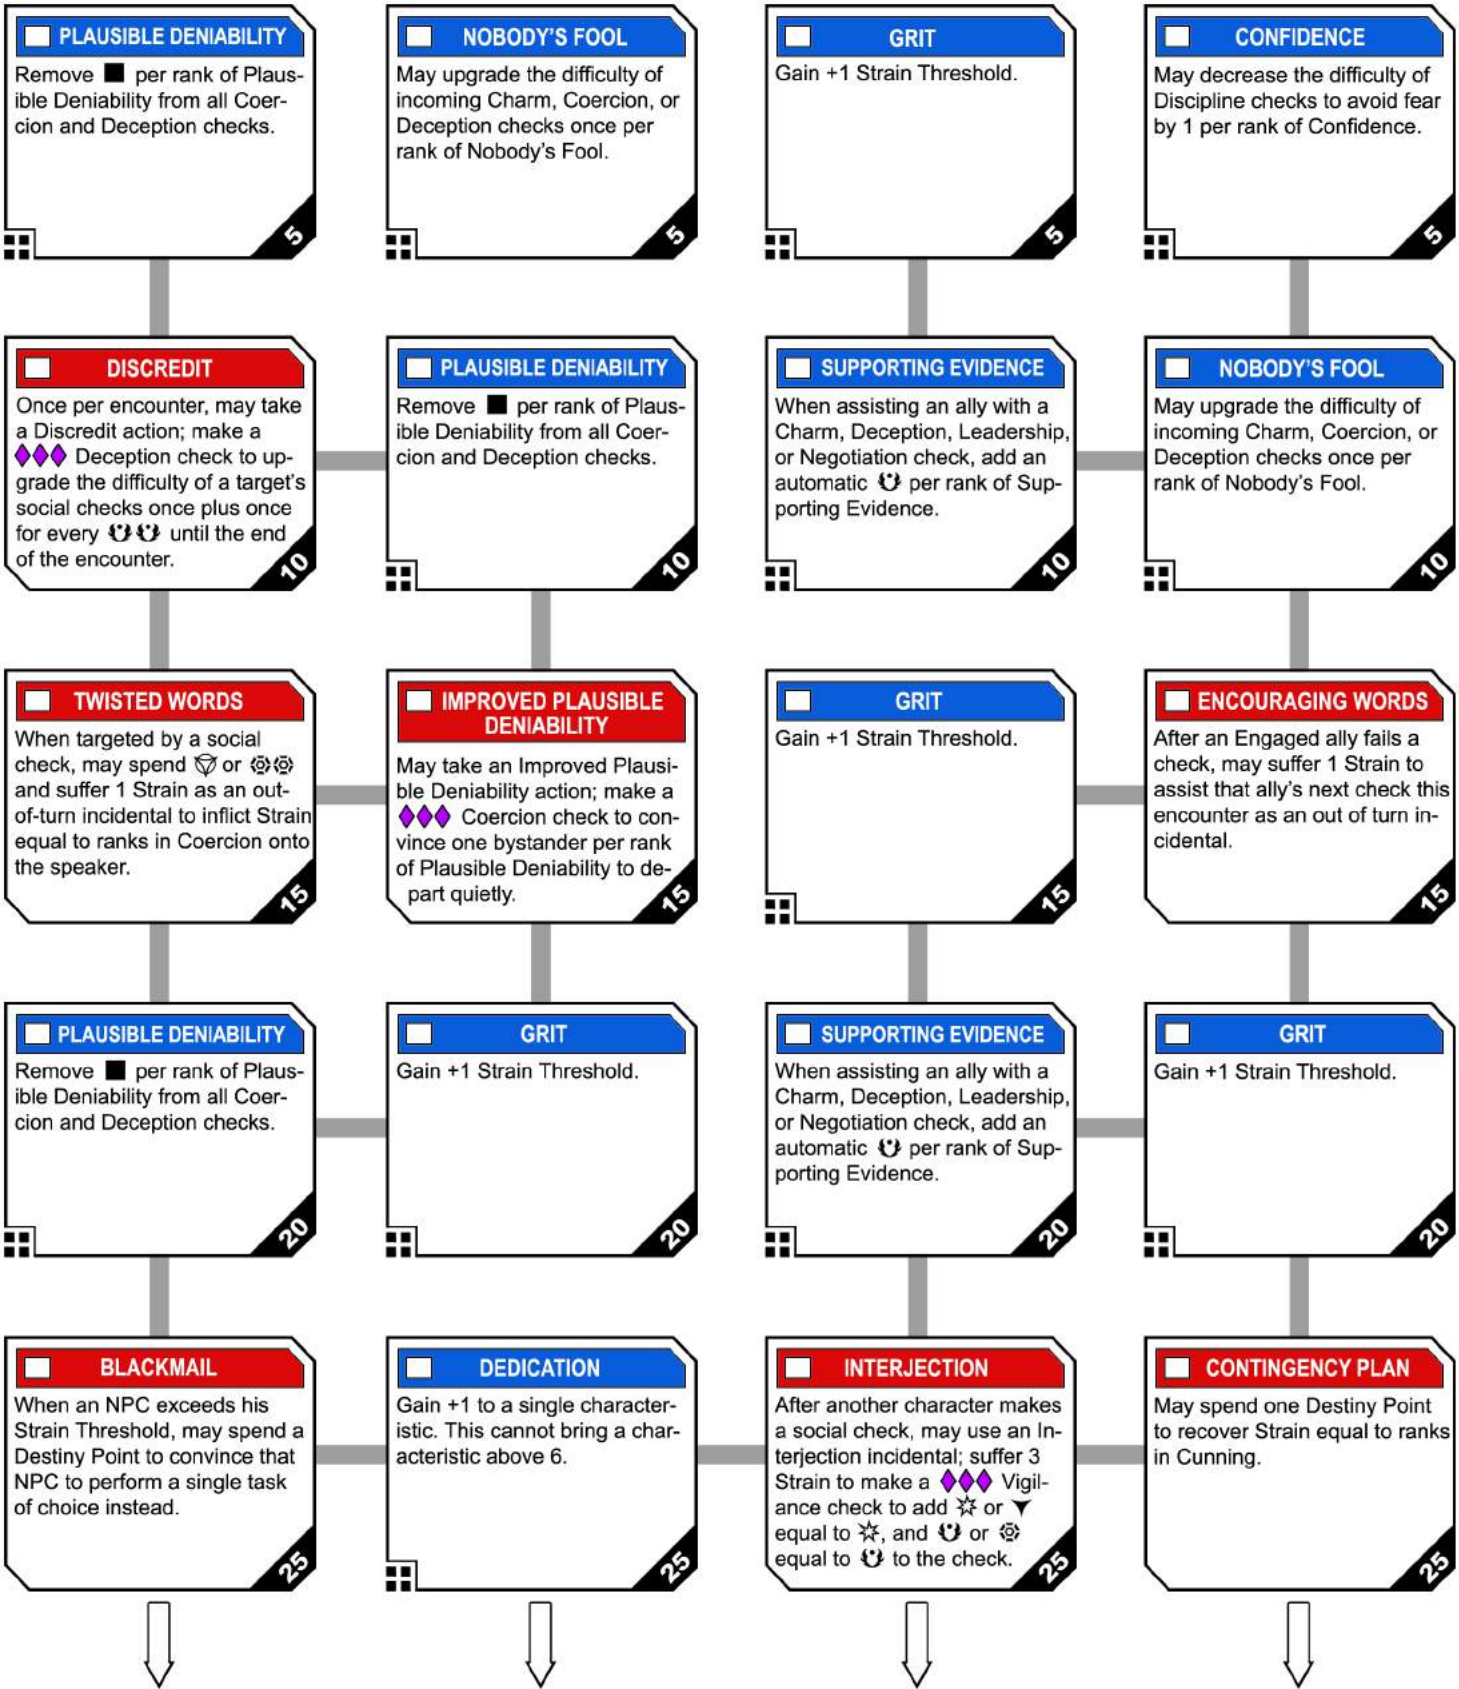 PLAUSIBLE DENIABILITY
Remove per rank of Plaus-
ible Deniability from all Coer-
cion and Deception checks.
5
NOBODY'S FOOL
May upgrade the difficulty of
incoming Charm, Coercion, or
Deception checks once per
rank of Nobody's Fool.
5
GRIT
Gain +1 Strain Threshold.
5
CONFIDENCE
May decrease the difficulty of
Discipline checks to avoid fear
by 1 per rank of Confidence.
5
DISCREDIT
Once per encounter, may take
a Discredit action; make a
Deception check to up-
grade the difficulty of a target's
social checks once plus once
for every until the end
of the encounter.
10
PLAUSIBLE DENIABILITY
Remove per rank of Plaus-
ible Deniability from all Coer-
cion and Deception checks.
10
SUPPORTING EVIDENCE
When assisting an ally with a
Charm, Deception, Leadership,
or Negotiation check, add an
automatic per rank of Sup-
porting Evidence.
10
NOBODY'S FOOL
May upgrade the difficulty of
incoming Charm, Coercion, or
Deception checks once per
rank of Nobody's Fool.
10
TWISTED WORDS
When targeted by a social
check, may spend or
and suffer 1 Strain as an out-
of-turn incidental to inflict Strain
equal to ranks in Coercion onto
the speaker.
15
IMPROVED PLAUSIBLE
DENIABILITY
May take an Improved Plausi-
ble Deniability action; make a
Coercion check to con-
vince one bystander per rank
of Plausible Deniability to de-
part quietly.
15
GRIT
Gain +1 Strain Threshold.
15
ENCOURAGING WORDS
After an Engaged ally fails a
check, may suffer 1 Strain to
assist that ally's next check this
encounter as an out of turn in-
cidental.
15
PLAUSIBLE DENIABILITY
Remove per rank of Plaus-
ible Deniability from all Coer-
cion and Deception checks.
20
GRIT
Gain +1 Strain Threshold.
20
SUPPORTING EVIDENCE
When assisting an ally with a
Charm, Deception, Leadership,
or Negotiation check, add an
automatic per rank of Sup-
porting Evidence.
20
GRIT
Gain +1 Strain Threshold.
20
BLACKMAIL
When an NPC exceeds his
Strain Threshold, may spend a
Destiny Point to convince that
NPC to perform a single task
of choice instead.
25
DEDICATION
Gain +1 to a single character-
istic. This cannot bring a char-
acteristic above 6.
25
INTERJECTION
After another character makes
a social check, may use an In-
terjection incidental; suffer 3
Strain to make a Vigil-
ance check to add or
equal to , and or
equal to to the check.
25
CONTINGENCY PLAN
May spend one Destiny Point
to recover Strain equal to ranks
in Cunning.
25